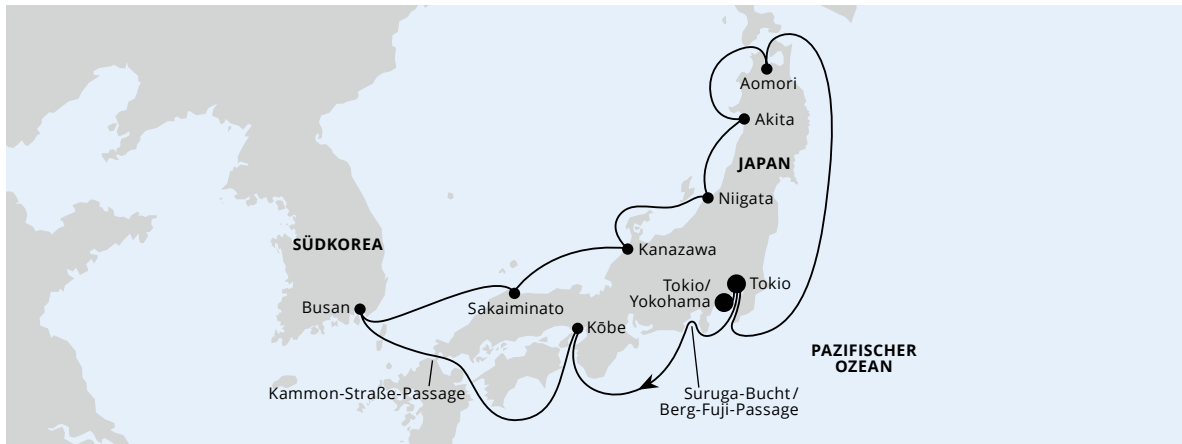 Aomori
Akita
JAPAN
Niigata
SÜDKOREA
Kanazawa
Tokio/
Yokohama
Tokio
Busan
Sakaiminato
Kōbe
PAZIFISCHER
OZEAN
Kammon-Straße-Passage
Suruga-Bucht/
Berg-Fuji-Passage